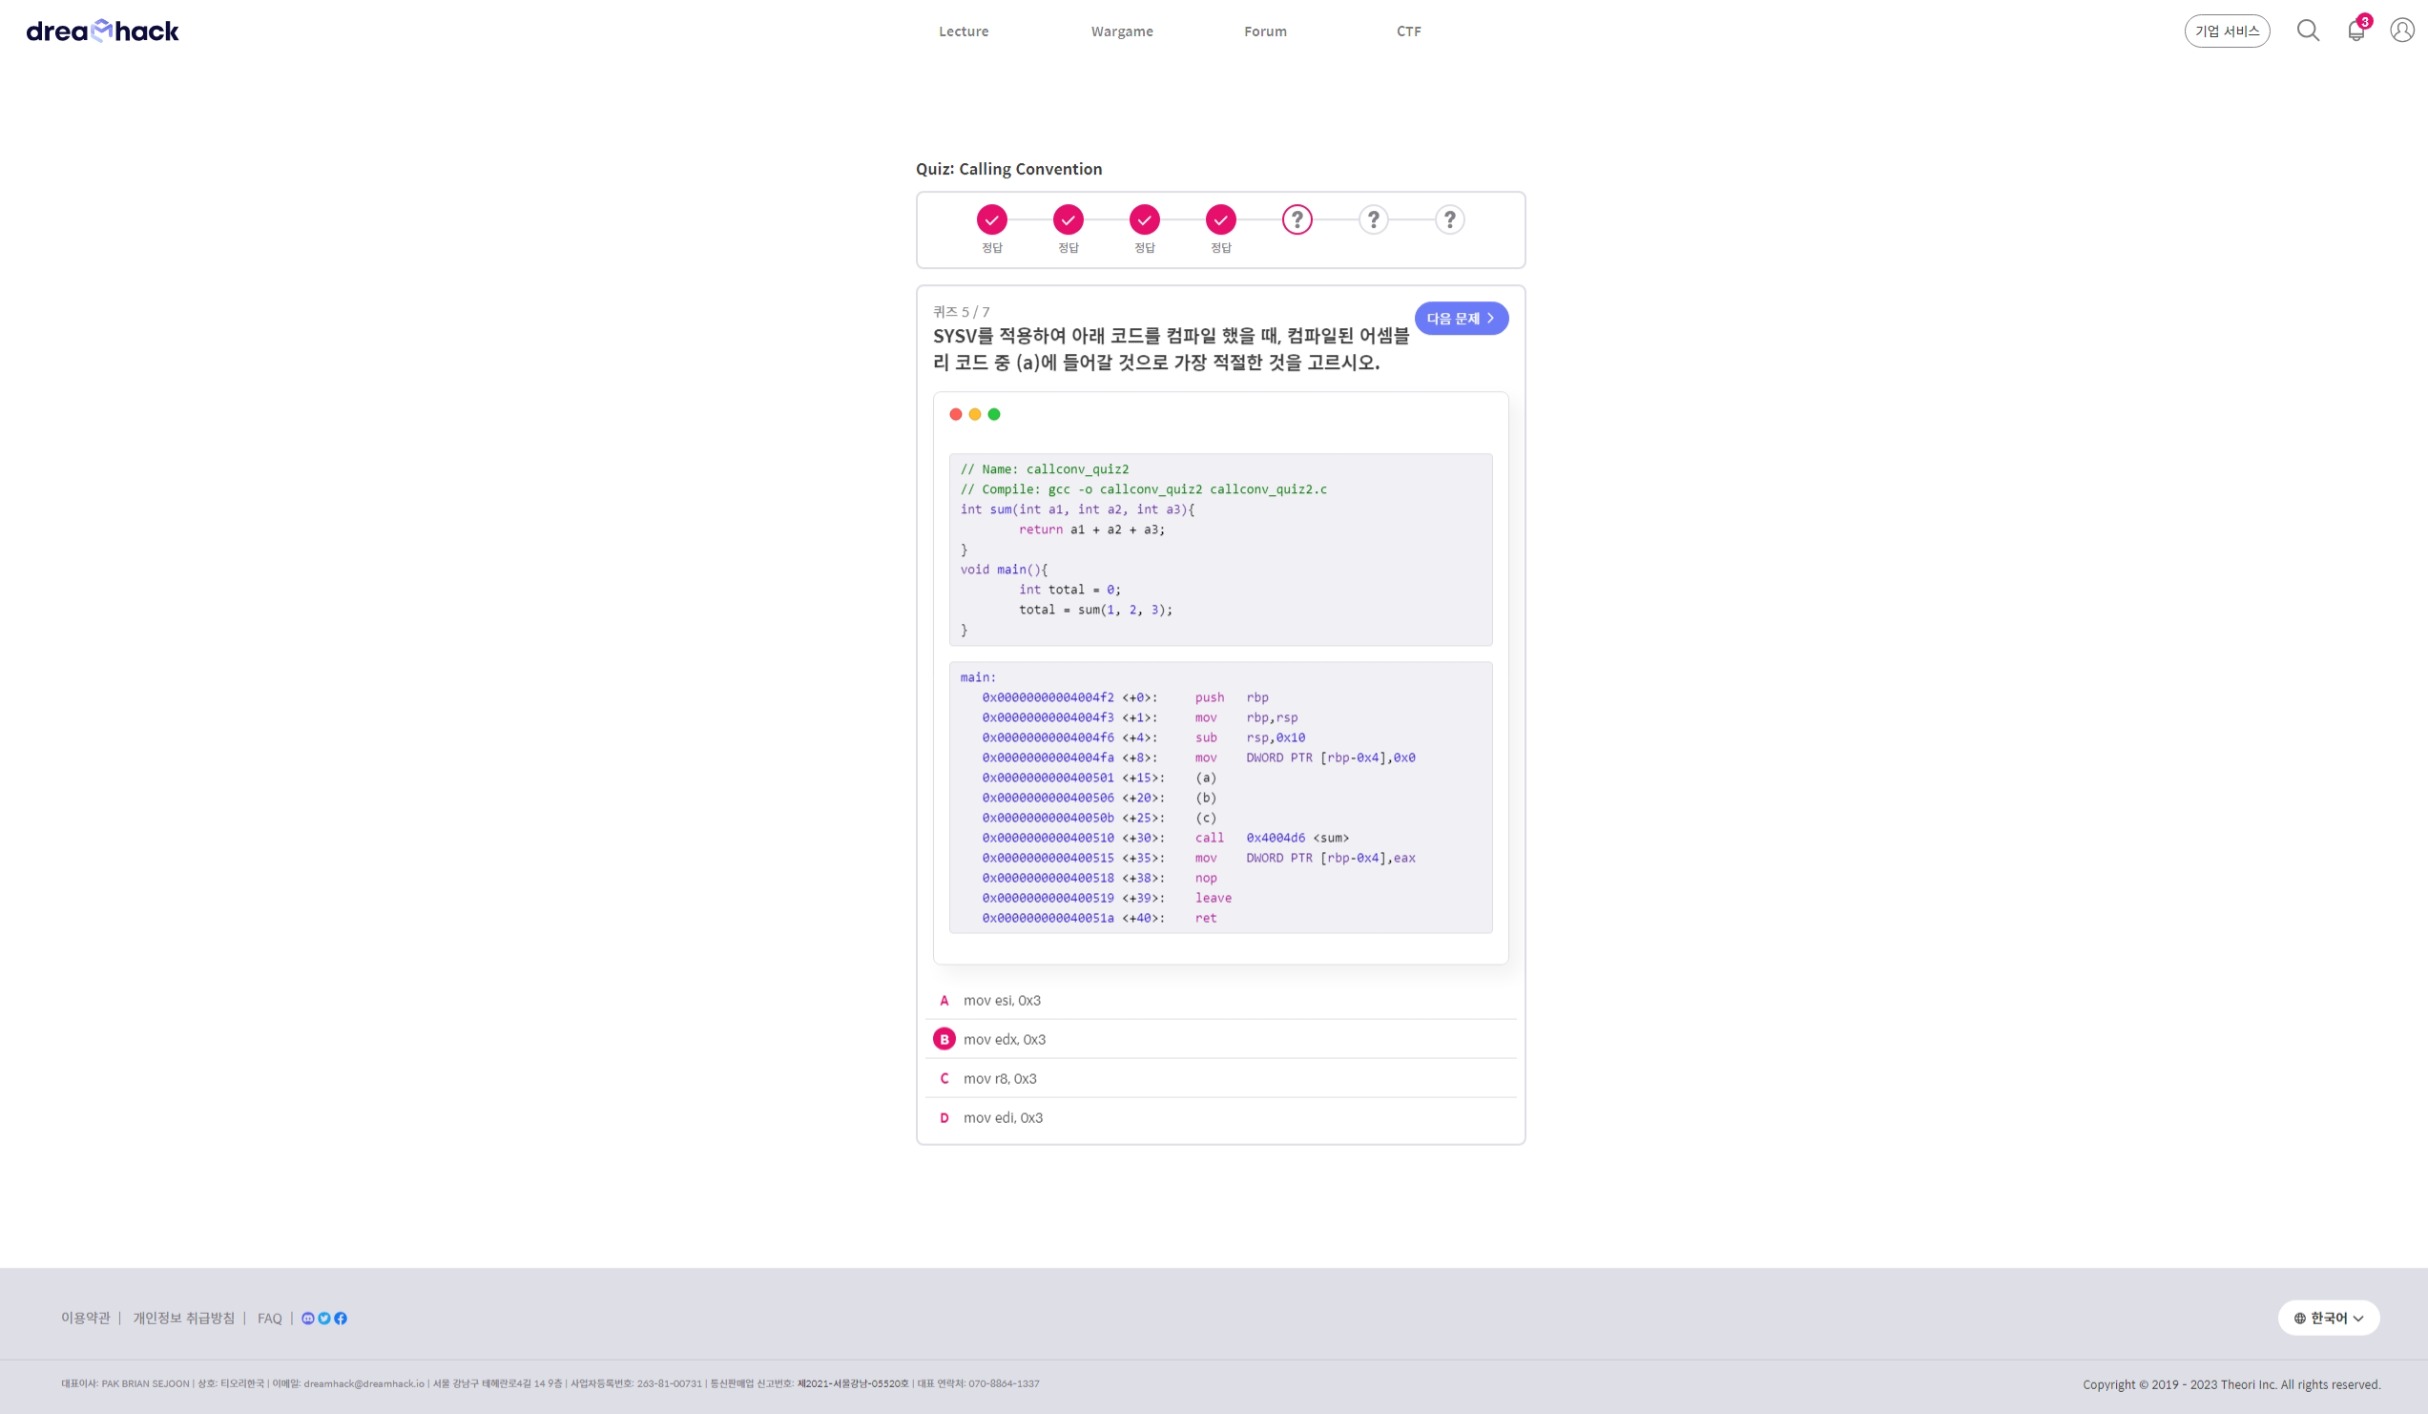 dreamhack
Lecture
Wargame
Forum
CTF
기업 서비스
3
Quiz: Calling Convention
? ? ?
정답 정답 정답 정답
퀴즈 5 / 7
다음 문제
SYSV를 적용하여 아래 코드를 컴파일 했을 때, 컴파일된 어셈블
리 코드 중 (a)에 들어갈 것으로 가장 적절한 것을 고르시오.
// Name: callconv_quiz2
// Compile: gcc -o callconv_quiz2 callconv_quiz2.c
int sum(int a1, int a2, int a3){
return a1 + a2 + a3;
}
void main(){
int total = 0;
total = sum(1, 2, 3);
}
main:
0x00000000004004f2 <+0>: push rbp
0x00000000004004f3 <+1>: mov rbp,rsp
0x00000000004004f6 <+4>: sub rsp,0x10
0x00000000004004fa <+8>: mov DWORD PTR [rbp-0x4],0x0
0x0000000000400501 <+15>: (a)
0x0000000000400506 <+20>: (b)
0x000000000040050b <+25>: (c)
0x0000000000400510 <+30>: call 0x4004d6 <sum>
0x0000000000400515 <+35>: mov DWORD PTR [rbp-0x4],eax
0x0000000000400518 <+38>: nop
0x0000000000400519 <+39>: leave
0x000000000040051a <+40>: ret
A mov esi, 0x3
B mov edx, 0x3
C mov r8, 0x3
D mov edi, 0x3
이용약관 | 개인정보 취급방침 | FAQ |
한국어
대표이사: PAK BRIAN SEJOON | 상호: 티오리한국 | 이메일: dreamhack@dreamhack.io | 서울 강남구 테헤란로4길 14 9층 | 사업자등록번호: 263-81-00731 | 통신판매업 신고번호: 제2021-서울강남-05520호 | 대표 연락처: 070-8864-1337
Copyright © 2019 - 2023 Theori Inc. All rights reserved.